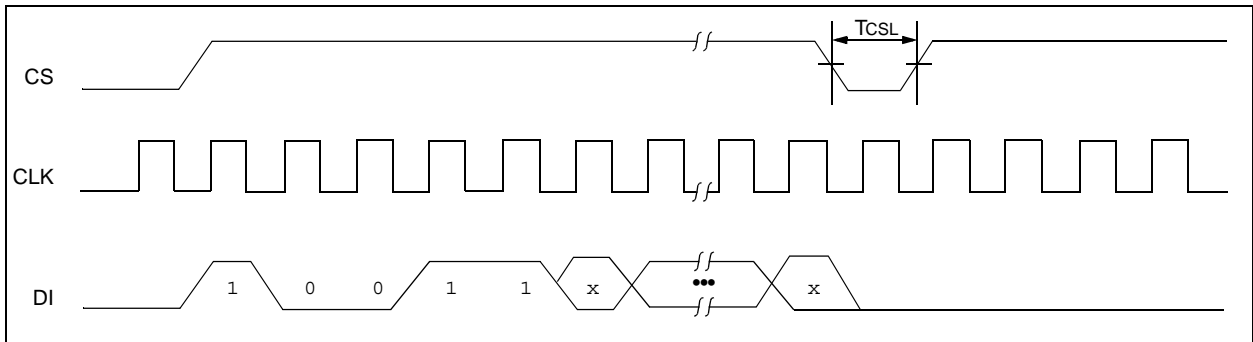 TCSL
CS
CLK
DI
1 0 0 1 1 x ••• x